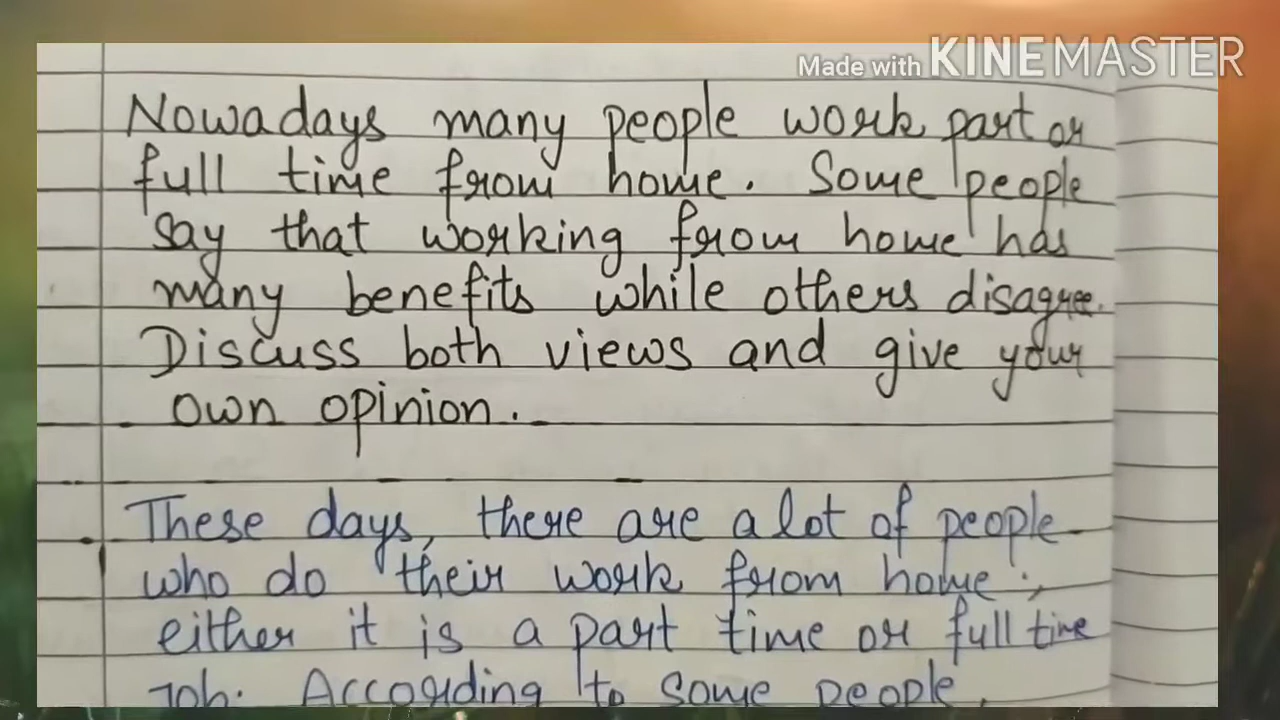 Made with KINEMASTER
Nowadays many people work part or
full time from home. Some people
say that working from home has
many benefits while others disagree.
Discuss both views and give your
own opinion.
These days, there are a lot of people
who do their work from home;
either it is a part time or full time
job. According to some people,